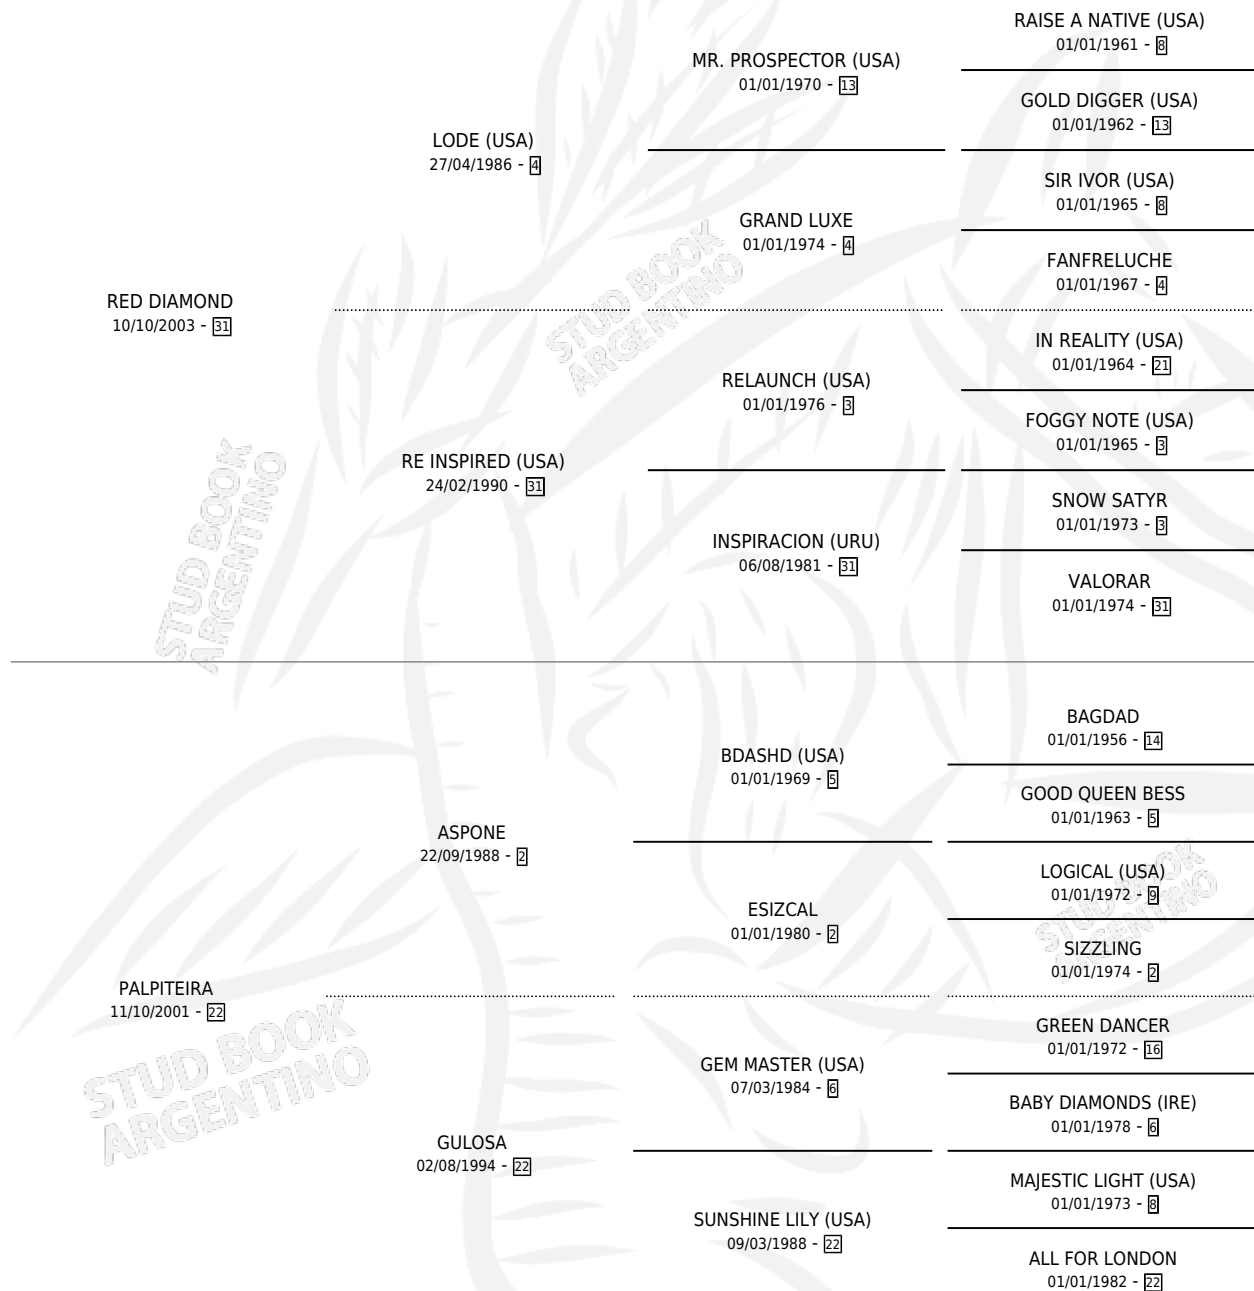 RAISE A NATIVE (USA)
01/01/1961 - 8
MR. PROSPECTOR (USA)
01/01/1970 - 13
GOLD DIGGER (USA)
01/01/1962 - 13
LODE (USA)
27/04/1986 - 4
SIR IVOR (USA)
01/01/1965 - 8
GRAND LUXE
01/01/1974 - 4
FANFRELUCHE
01/01/1967 - 4
RED DIAMOND
10/10/2003 - 31
IN REALITY (USA)
01/01/1964 - 21
RELAUNCH (USA)
01/01/1976 - 3
FOGGY NOTE (USA)
01/01/1965 - 3
RE INSPIRED (USA)
24/02/1990 - 31
SNOW SATYR
01/01/1973 - 3
INSPIRACION (URU)
06/08/1981 - 31
VALORAR
01/01/1974 - 31
BAGDAD
01/01/1956 - 14
BDASHD (USA)
01/01/1969 - 5
GOOD QUEEN BESS
01/01/1963 - 5
ASPONE
22/09/1988 - 2
LOGICAL (USA)
01/01/1972 - 9
ESIZCAL
01/01/1980 - 2
SIZZLING
01/01/1974 - 2
PALPITEIRA
11/10/2001 - 22
GREEN DANCER
01/01/1972 - 16
GEM MASTER (USA)
07/03/1984 - 6
BABY DIAMONDS (IRE)
01/01/1978 - 6
GULOSA
02/08/1994 - 22
MAJESTIC LIGHT (USA)
01/01/1973 - 8
SUNSHINE LILY (USA)
09/03/1988 - 22
ALL FOR LONDON
01/01/1982 - 22
STUD BOOK
ARGENTINO
STUD BOOK
ARGENTINO
STUD BOOK
ARGENTINO
STUD BOOK
ARGENTINO